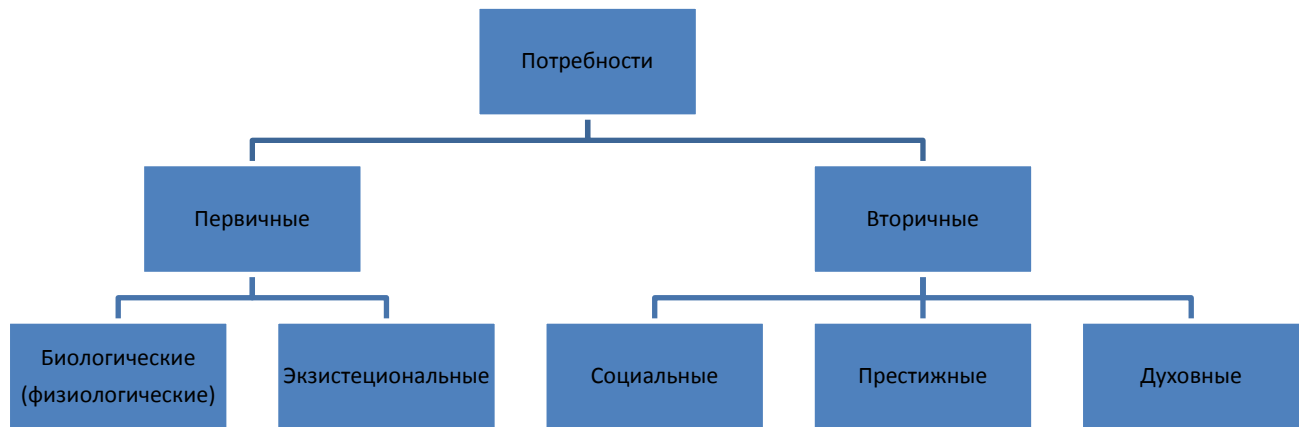 Потребности
Первичные
Вторичные
Биологические
(физиологические)
Экзистециональные
Социальные
Престижные
Духовные